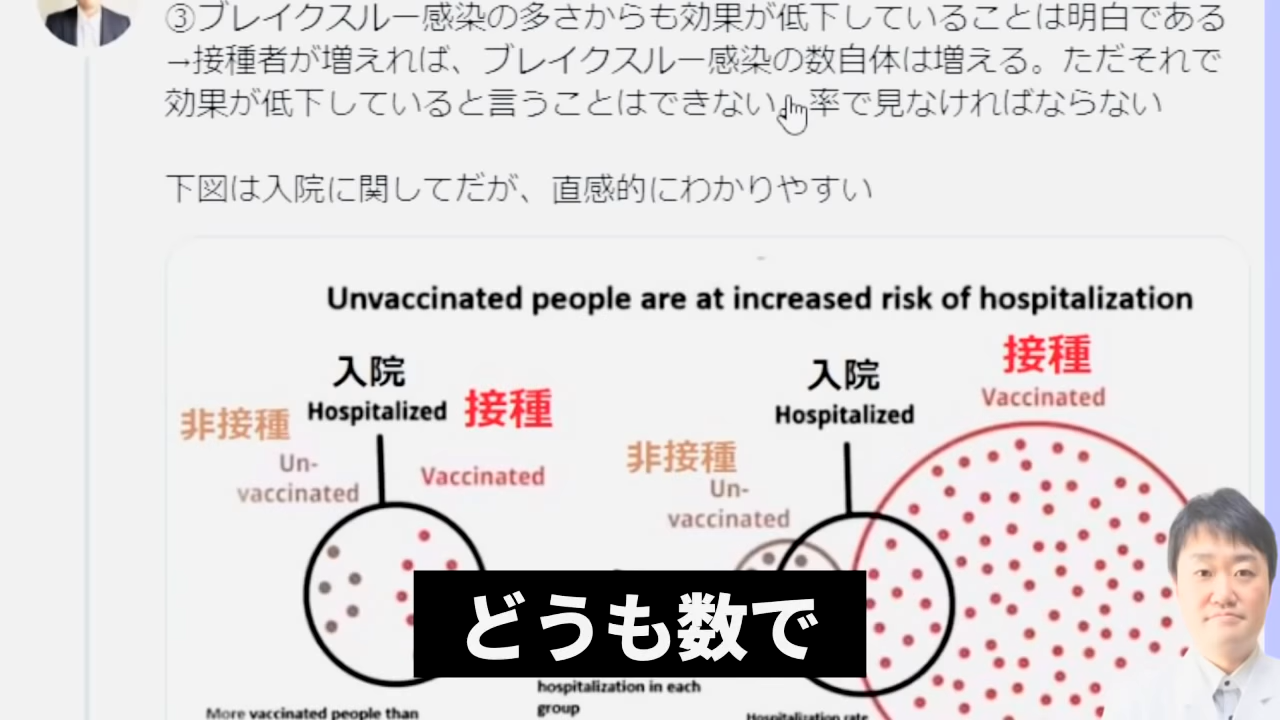 ③ブレイクスルー感染の多さからも効果が低下していることは明白である
→接種者が増えれば、ブレイクスルー感染の数自体は増える。ただそれで
効果が低下していると言うことはできない 率で見なければならない
下図は入院に関してだが、直感的にわかりやすい
Unvaccinated people are at increased risk of hospitalization
入院
Hospitalized
非接種
Un-
vaccinated
接種
Vaccinated
入院
Hospitalized
非接種
Un-
vaccinated
接種
Vaccinated
どうも数で
hospitalization in each
group
More vaccinated people than
Hospitalization rate